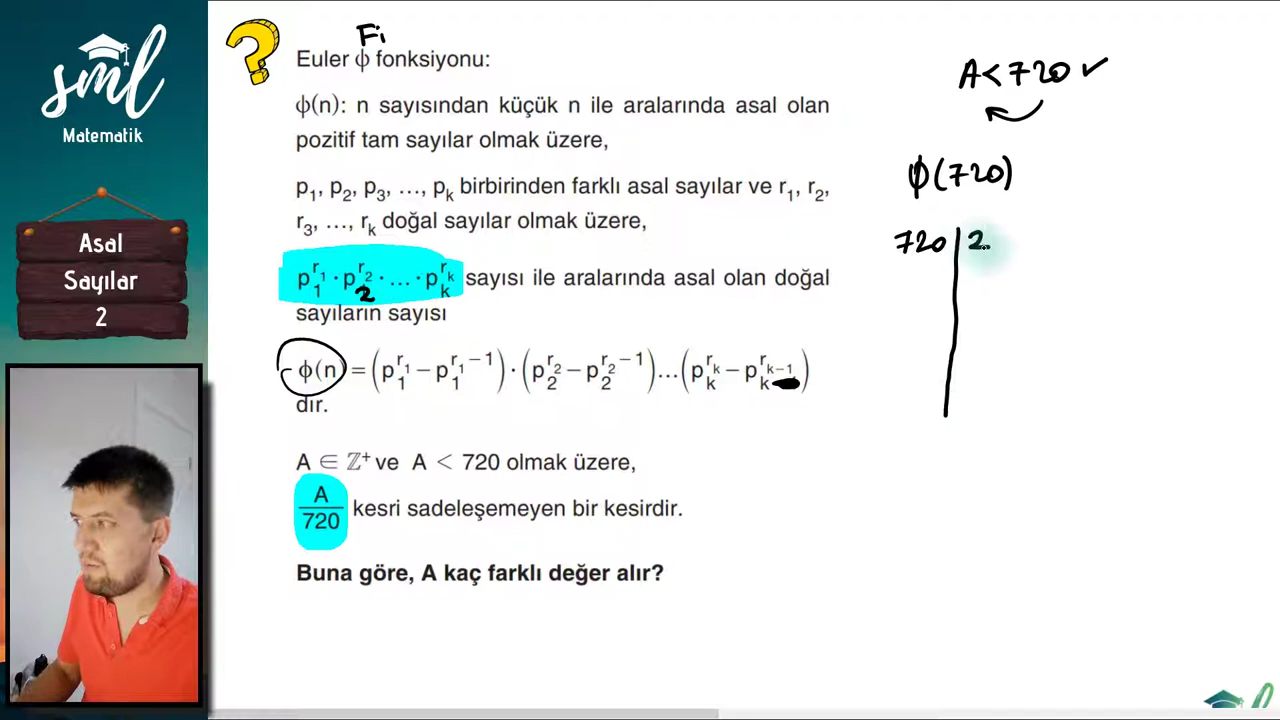 sml
Matematik
Asal
Sayılar
2
Fi
Euler ϕ fonksiyonu:
ϕ(n): n sayısından küçük n ile aralarında asal olan
pozitif tam sayılar olmak üzere,
p₁, p₂, p₃, …, pₖ birbirinden farklı asal sayılar ve r₁, r₂,
r₃, …, rₖ doğal sayılar olmak üzere,
p₁^r₁ · p₂^r₂ · … · pₖ^rₖ sayısı ile aralarında asal olan doğal
2
sayıların sayısı
ϕ(n) = (p₁^r₁ − p₁^(r₁−1)) · (p₂^r₂ − p₂^(r₂−1)) … (pₖ^rₖ − pₖ^(rₖ−1))
dır.
A ∈ ℤ⁺ ve A < 720 olmak üzere,
A/720 kesri sadeleşemeyen bir kesirdir.
Buna göre, A kaç farklı değer alır?
A < 720 ✓
ϕ(720)
720 | 2